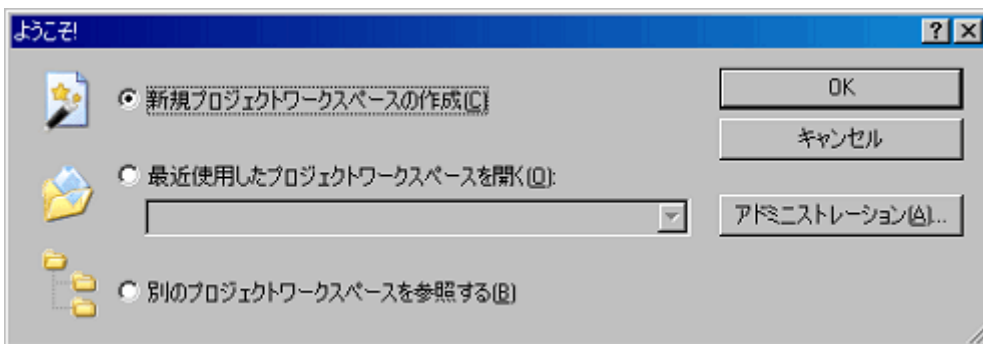 ようこそ!
新規プロジェクトワークスペースの作成(C)
OK
キャンセル
最近使用したプロジェクトワークスペースを開く(O):
アドミニストレーション(A)...
別のプロジェクトワークスペースを参照する(B)